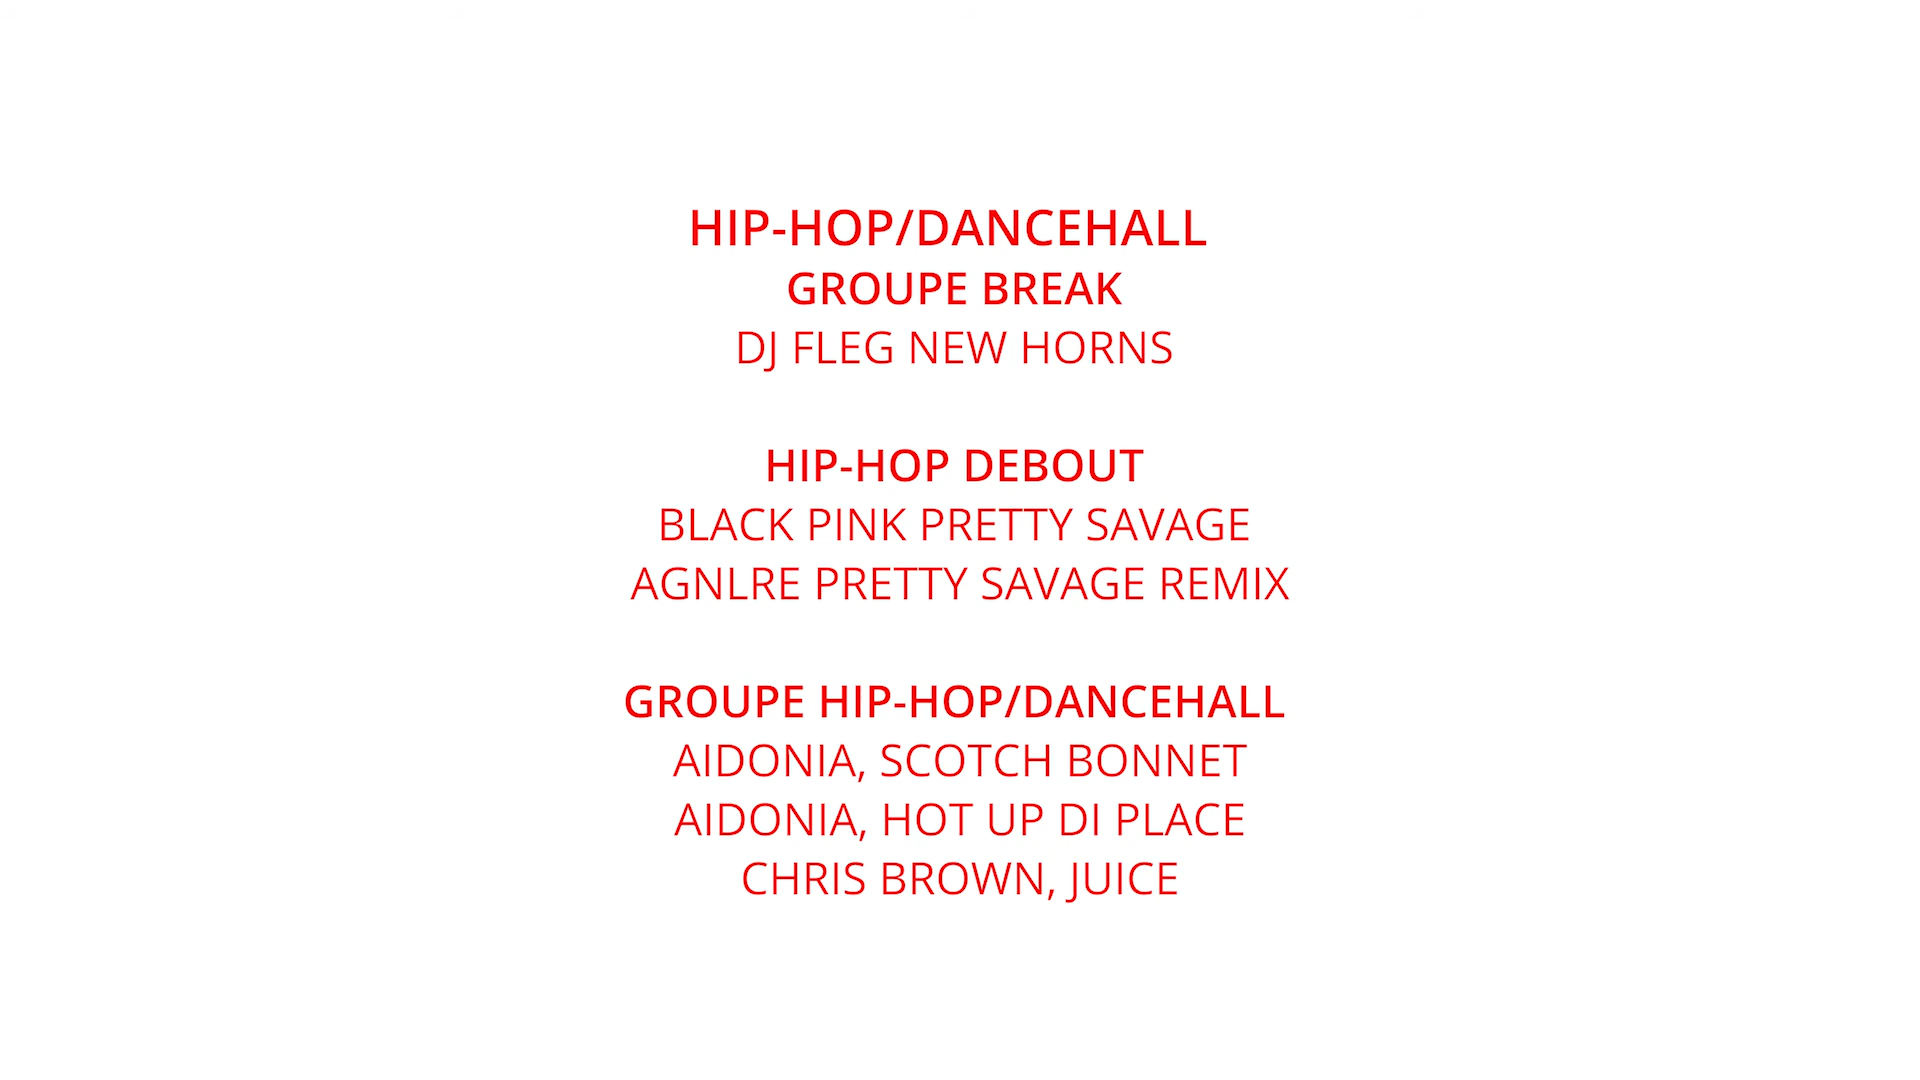 HIP-HOP/DANCEHALL
GROUPE BREAK
DJ FLEG NEW HORNS
HIP-HOP DEBOUT
BLACK PINK PRETTY SAVAGE
AGNLRE PRETTY SAVAGE REMIX
GROUPE HIP-HOP/DANCEHALL
AIDONIA, SCOTCH BONNET
AIDONIA, HOT UP DI PLACE
CHRIS BROWN, JUICE